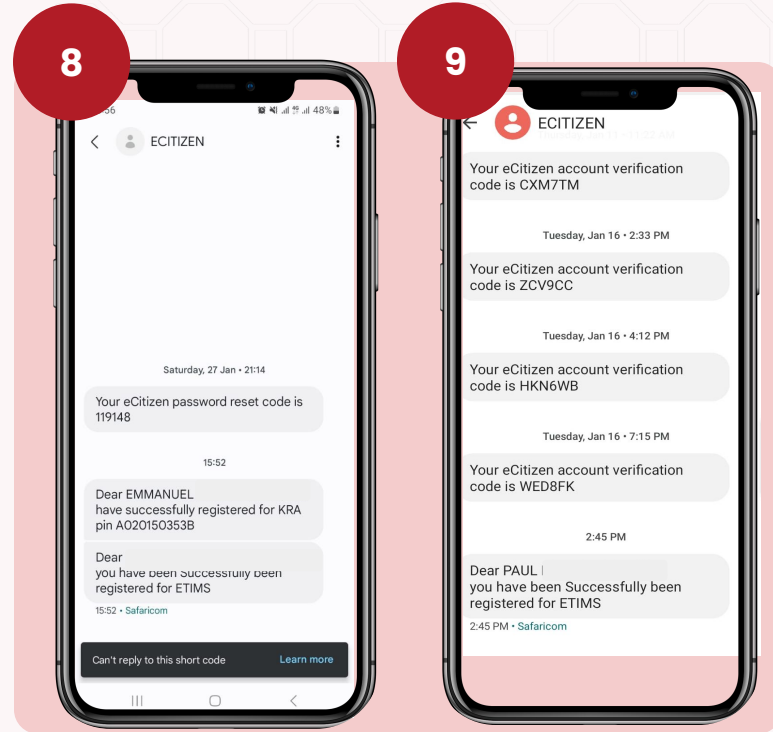 8
:56
48%
ECITIZEN
Saturday, 27 Jan • 21:14
Your eCitizen password reset code is
119148
15:52
Dear EMMANUEL
have successfully registered for KRA
pin A020150353B
Dear
you have been Successfully been
registered for ETIMS
15:52 • Safaricom
Can't reply to this short code
Learn more
9
ECITIZEN
Your eCitizen account verification
code is CXM7TM
Tuesday, Jan 16 • 2:33 PM
Your eCitizen account verification
code is ZCV9CC
Tuesday, Jan 16 • 4:12 PM
Your eCitizen account verification
code is HKN6WB
Tuesday, Jan 16 • 7:15 PM
Your eCitizen account verification
code is WED8FK
2:45 PM
Dear PAUL
you have been Successfully been
registered for ETIMS
2:45 PM • Safaricom